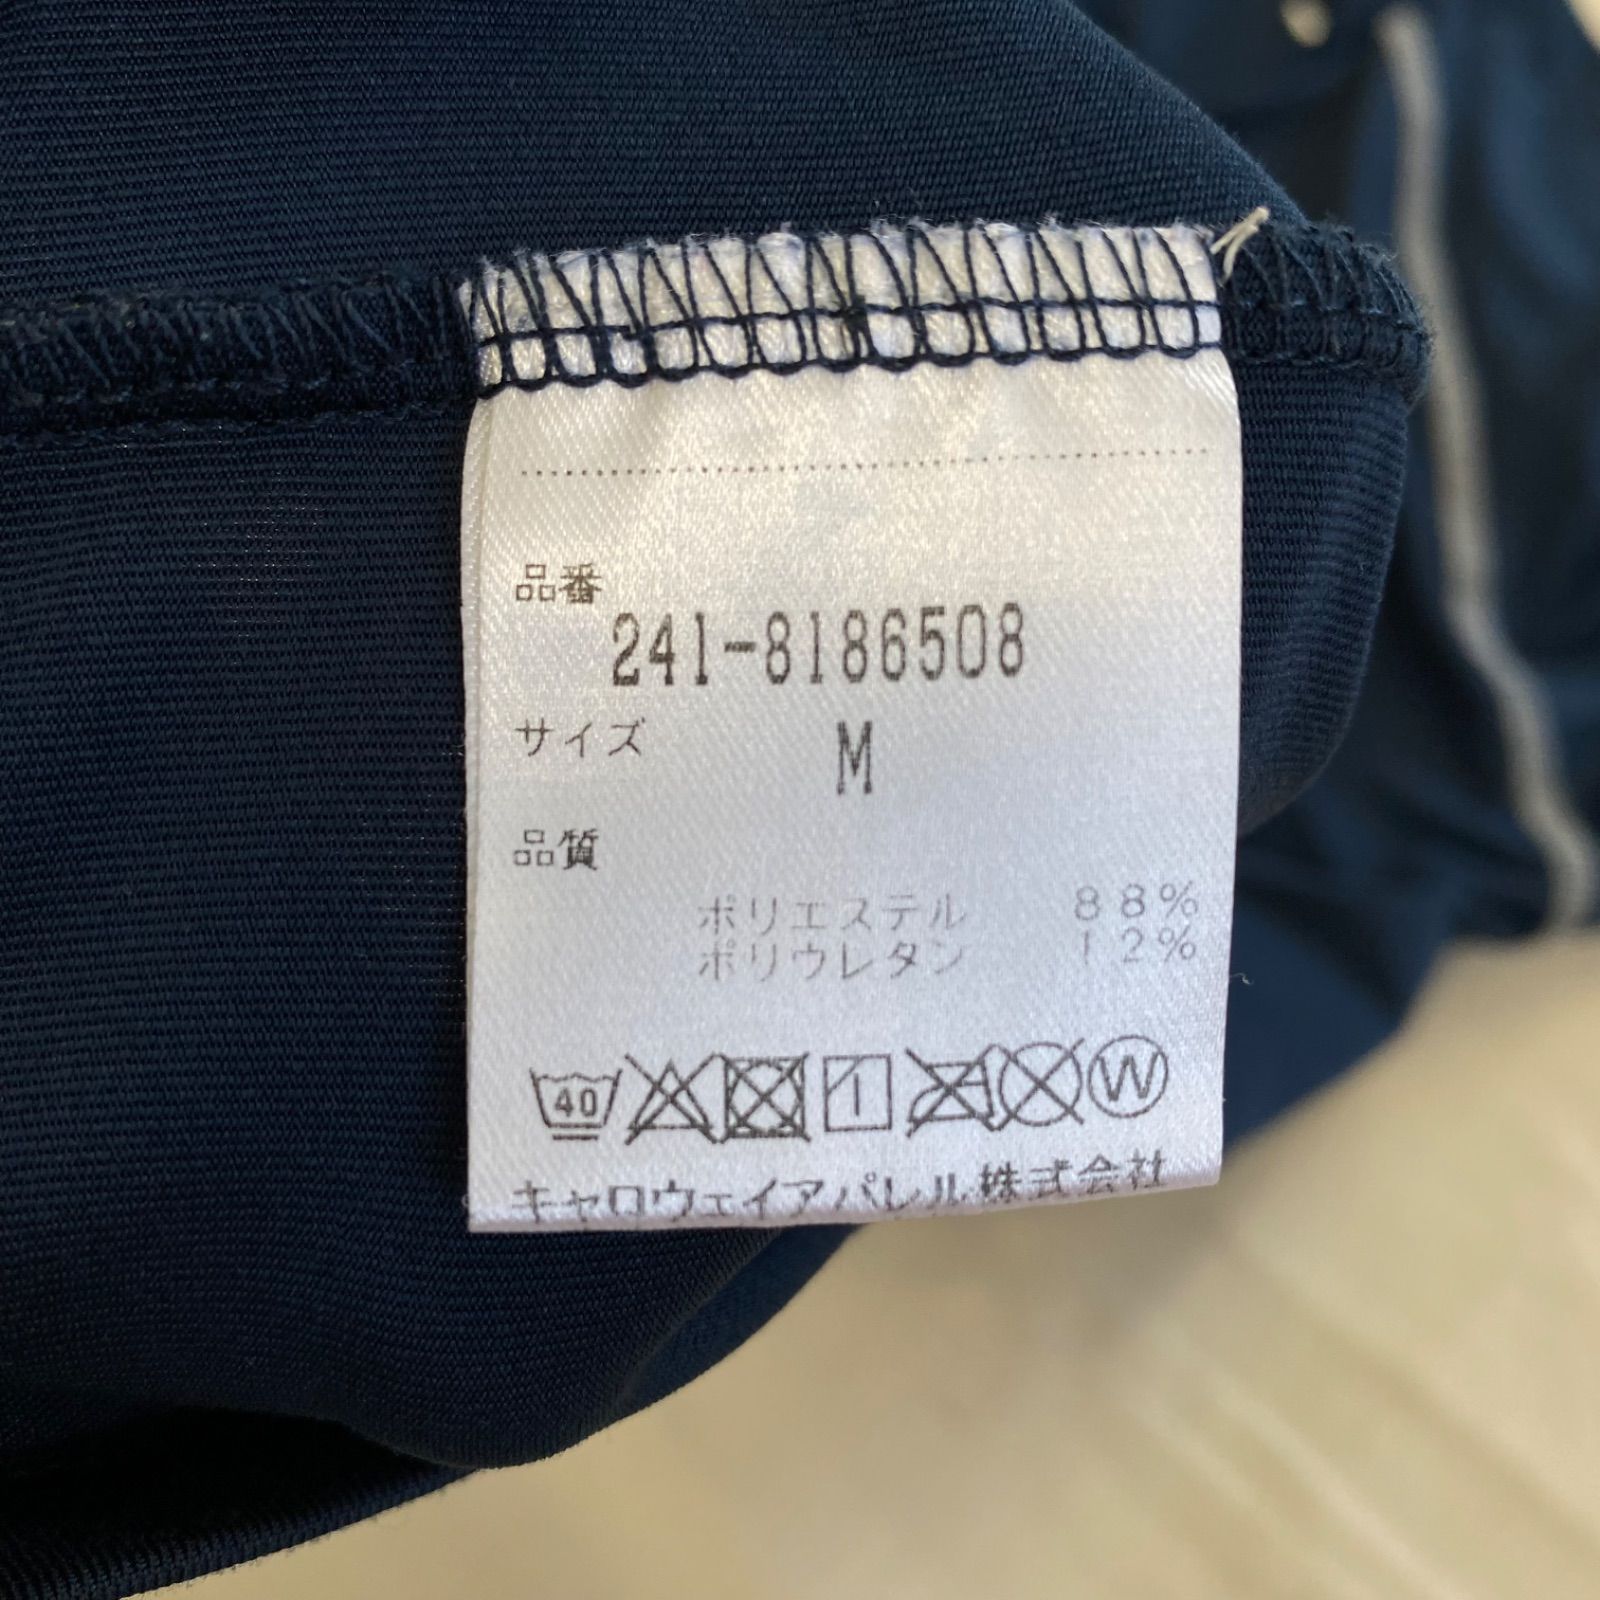 品番
241-8186508
サイズ M
品質
ポリエステル 88%
ポリウレタン 12%
40 W
キャロウェイアパレル株式会社